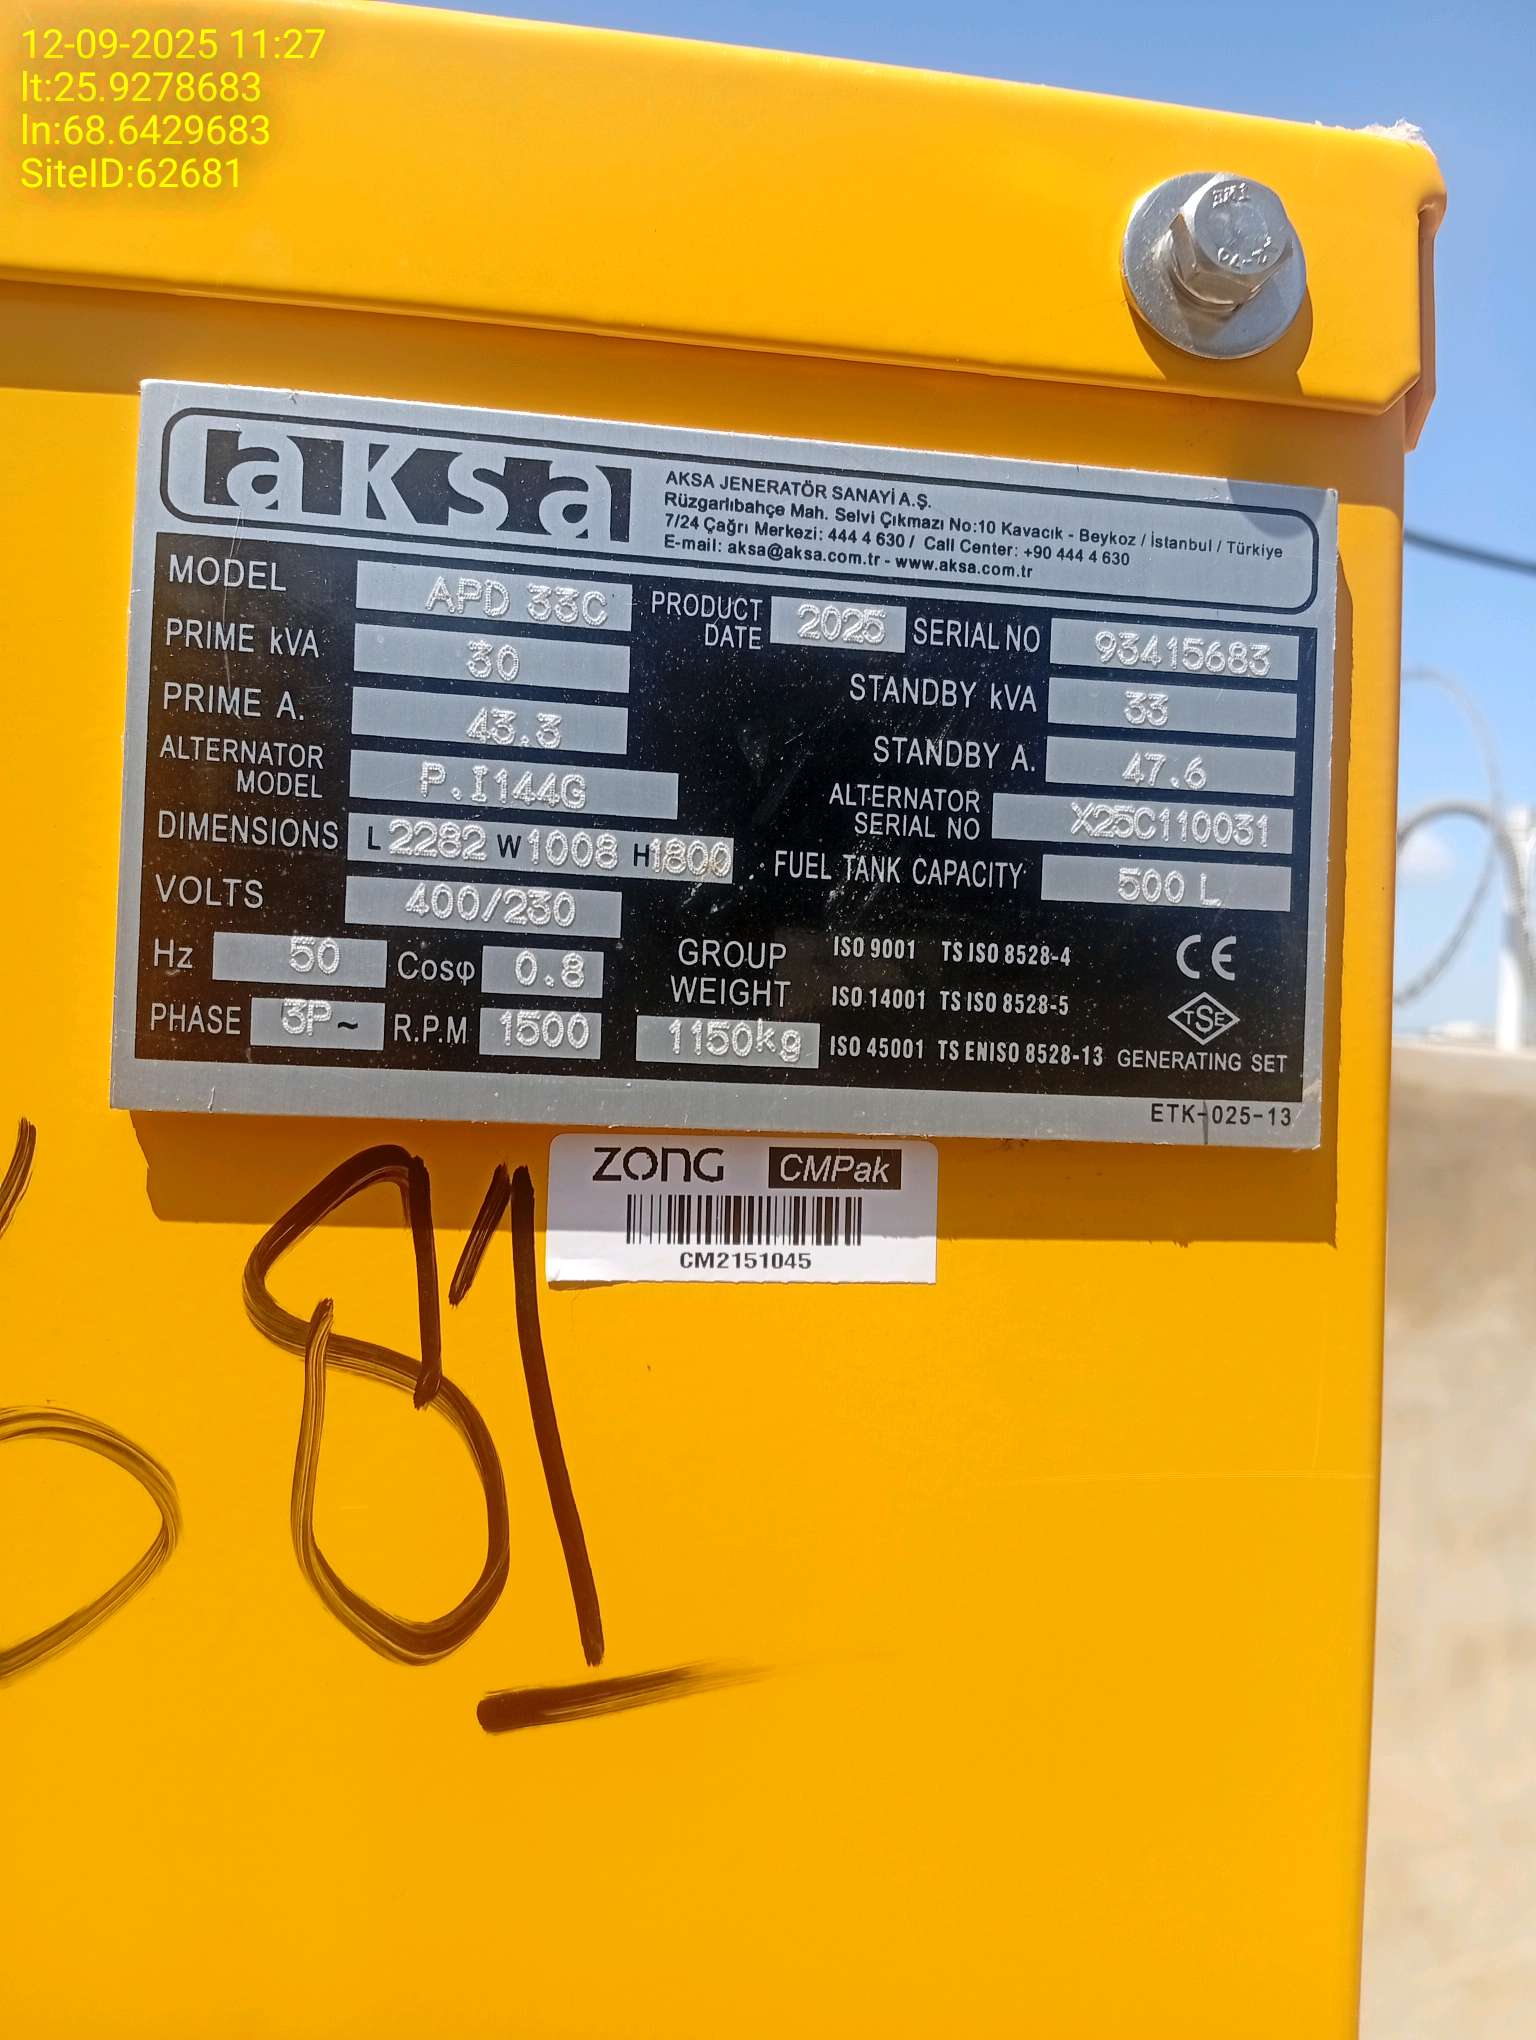 12-09-2025 11:27
lt:25.9278683
ln:68.6429683
SiteID:62681
aksa
AKSA JENERATÖR SANAYİ A.Ş.
Rüzgarlıbahçe Mah. Selvi Çıkmazı No:10 Kavacık - Beykoz / İstanbul / Türkiye
7/24 Çağrı Merkezi: 444 4 630 / Call Center: +90 444 4 630
E-mail: aksa@aksa.com.tr - www.aksa.com.tr
MODEL APD 33C PRODUCT DATE 2025 SERIAL NO 93415683
PRIME kVA 30 STANDBY kVA 33
PRIME A. 43.3 STANDBY A. 47.6
ALTERNATOR MODEL P.I144G ALTERNATOR SERIAL NO X25C110031
DIMENSIONS L 2282 W 1008 H 1800 FUEL TANK CAPACITY 500 L
VOLTS 400/230
Hz 50 Cosφ 0.8
PHASE 3P~ R.P.M 1500
GROUP WEIGHT 1150kg
ISO 9001 TS ISO 8528-4
ISO 14001 TS ISO 8528-5
ISO 45001 TS EN ISO 8528-13
CE
TSE
GENERATING SET
ETK-025-13
ZONG CMPak
CM2151045
81